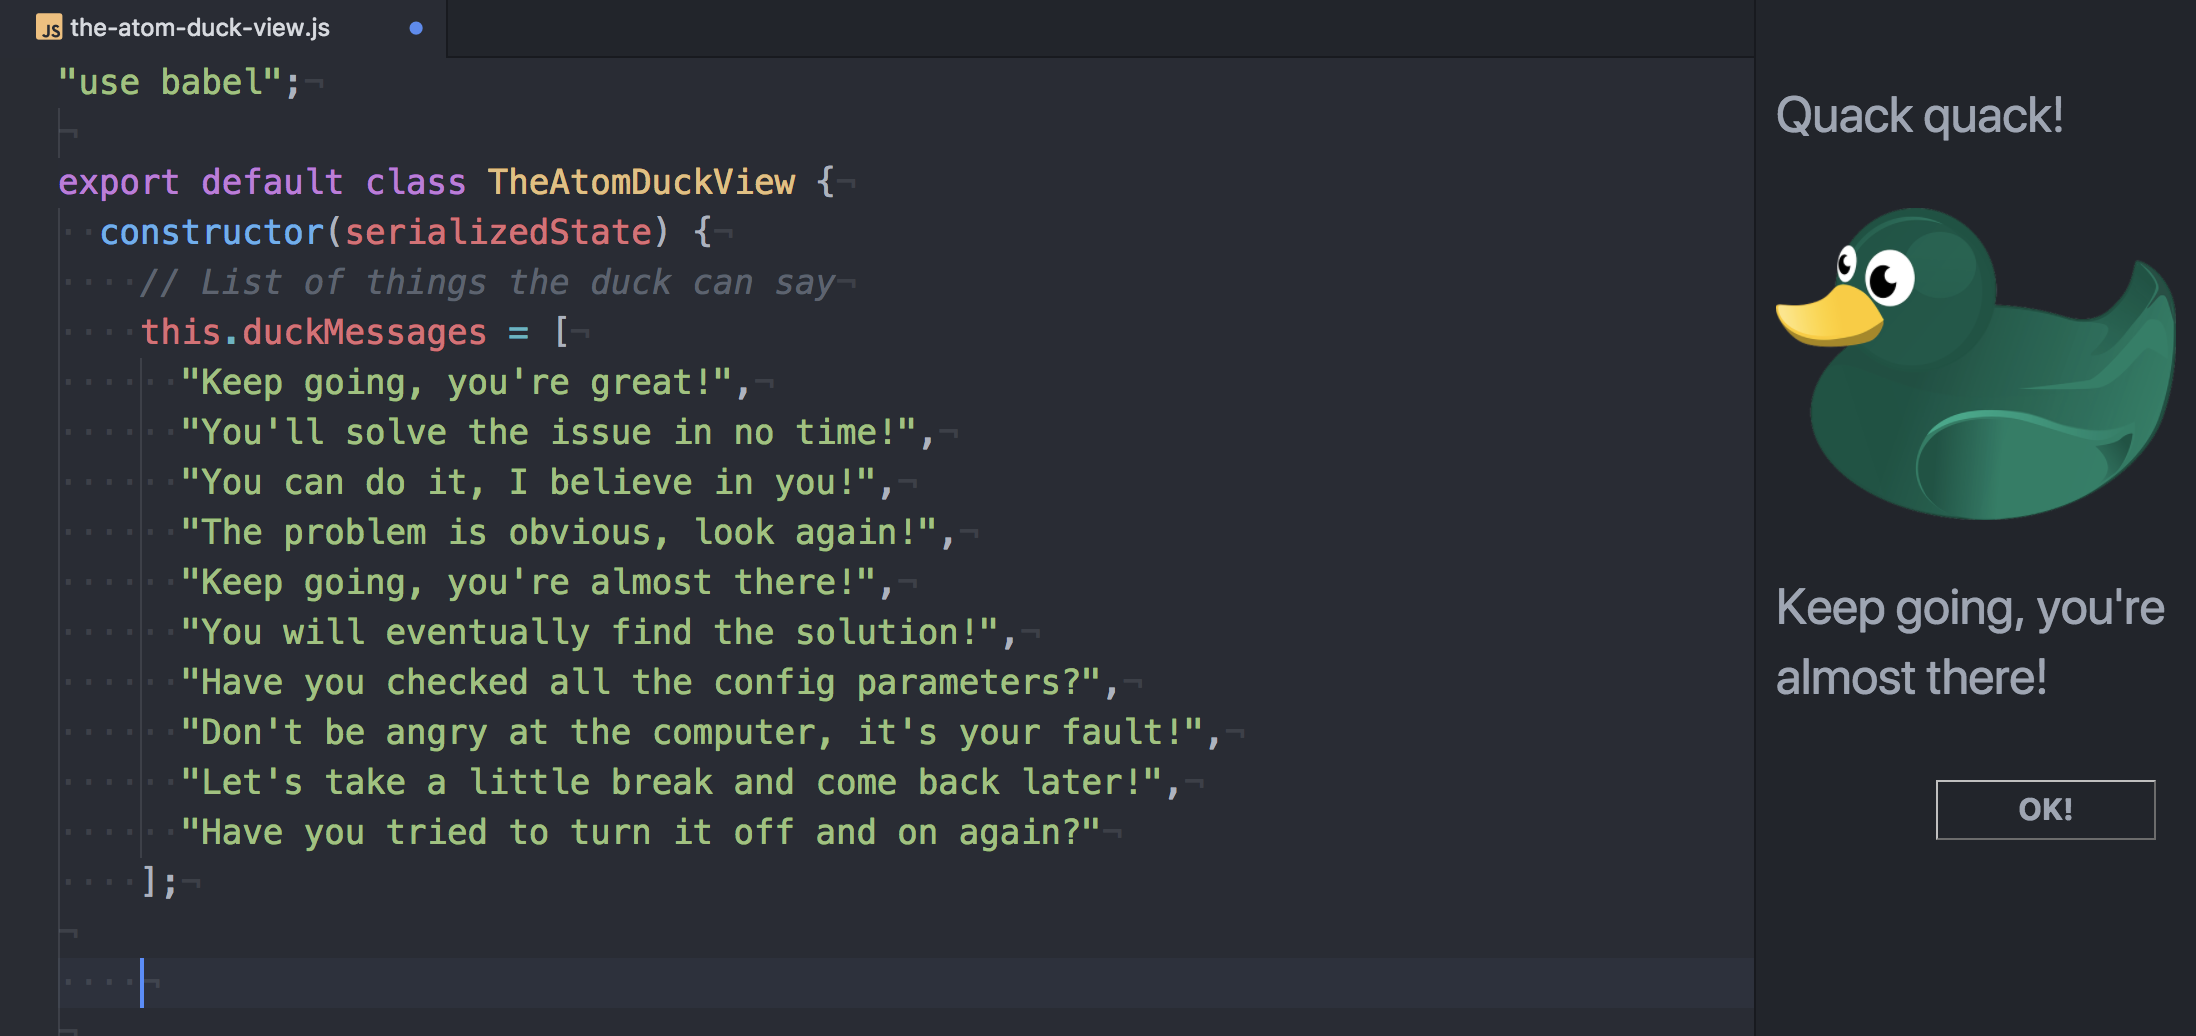 JS the-atom-duck-view.js
"use babel";
export default class TheAtomDuckView {
constructor(serializedState) {
// List of things the duck can say
this.duckMessages = [
"Keep going, you're great!",
"You'll solve the issue in no time!",
"You can do it, I believe in you!",
"The problem is obvious, look again!",
"Keep going, you're almost there!",
"You will eventually find the solution!",
"Have you checked all the config parameters?",
"Don't be angry at the computer, it's your fault!",
"Let's take a little break and come back later!",
"Have you tried to turn it off and on again?"
];
Quack quack!
Keep going, you're
almost there!
OK!